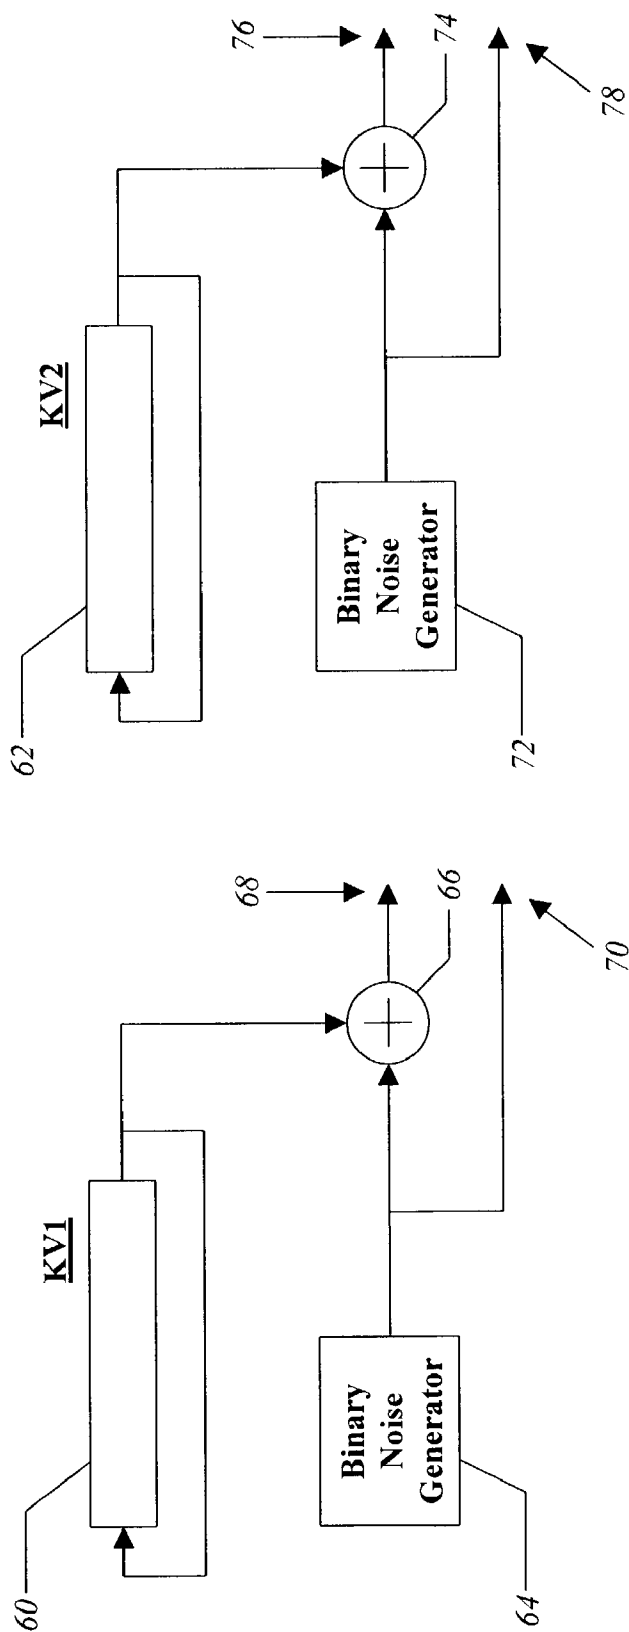 60
KV1
64
Binary
Noise
Generator
66
68
70
62
KV2
72
Binary
Noise
Generator
74
76
78